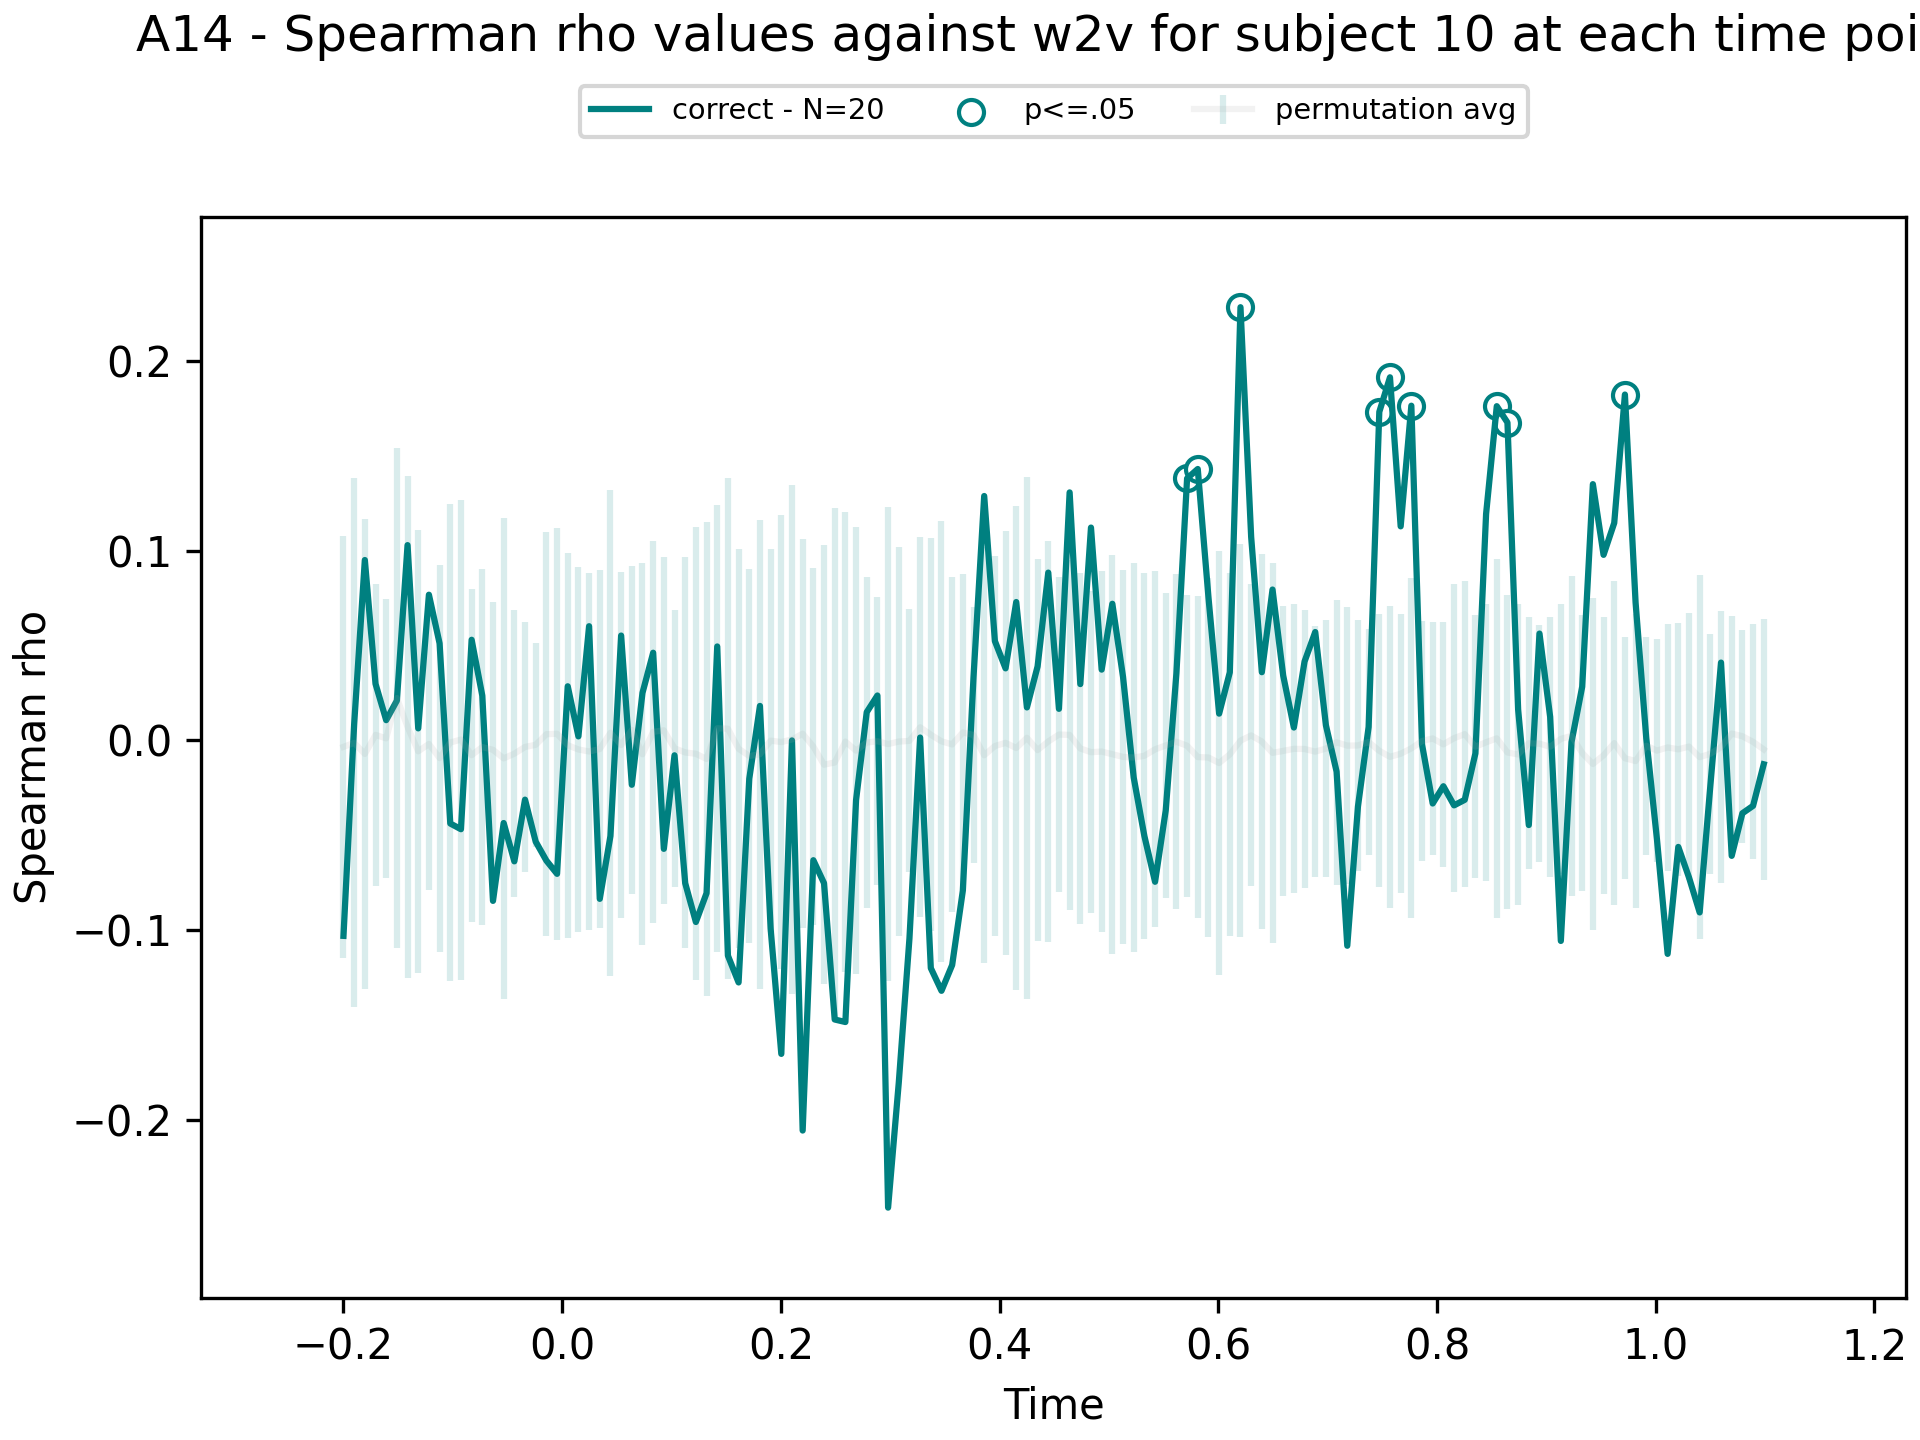 A14 - Spearman rho values against w2v for subject 10 at each time poi
correct - N=20 p<=.05 permutation avg
Spearman rho
0.2
0.1
0.0
−0.1
−0.2
−0.2 0.0 0.2 0.4 0.6 0.8 1.0 1.2
Time